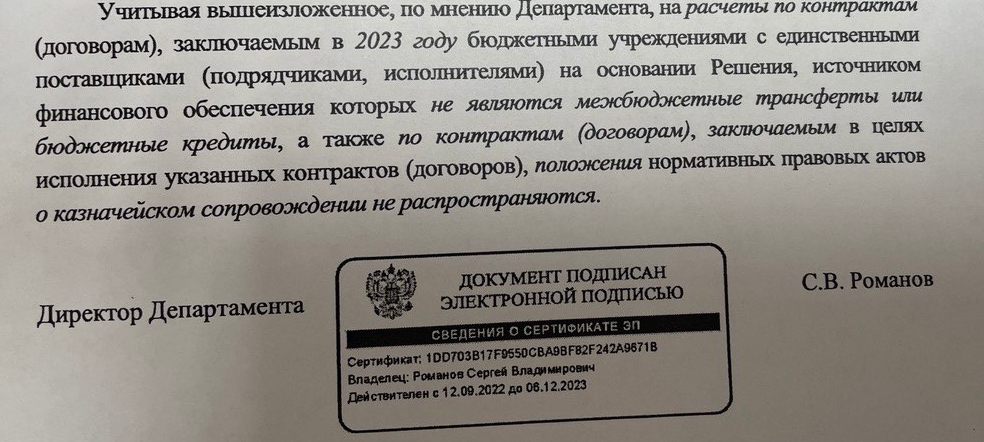 Учитывая вышеизложенное, по мнению Департамента, на расчеты по контрактам
(договорам), заключаемым в 2023 году бюджетными учреждениями с единственными
поставщиками (подрядчиками, исполнителями) на основании Решения, источником
финансового обеспечения которых не являются межбюджетные трансферты или
бюджетные кредиты, а также по контрактам (договорам), заключаемым в целях
исполнения указанных контрактов (договоров), положения нормативных правовых актов
о казначейском сопровождении не распространяются.
Директор Департамента
ДОКУМЕНТ ПОДПИСАН
ЭЛЕКТРОННОЙ ПОДПИСЬЮ
СВЕДЕНИЯ О СЕРТИФИКАТЕ ЭП
Сертификат: 1DD703B17F9550CBA9BF82F242A9671B
Владелец: Романов Сергей Владимирович
Действителен с 12.09.2022 до 06.12.2023
С.В. Романов